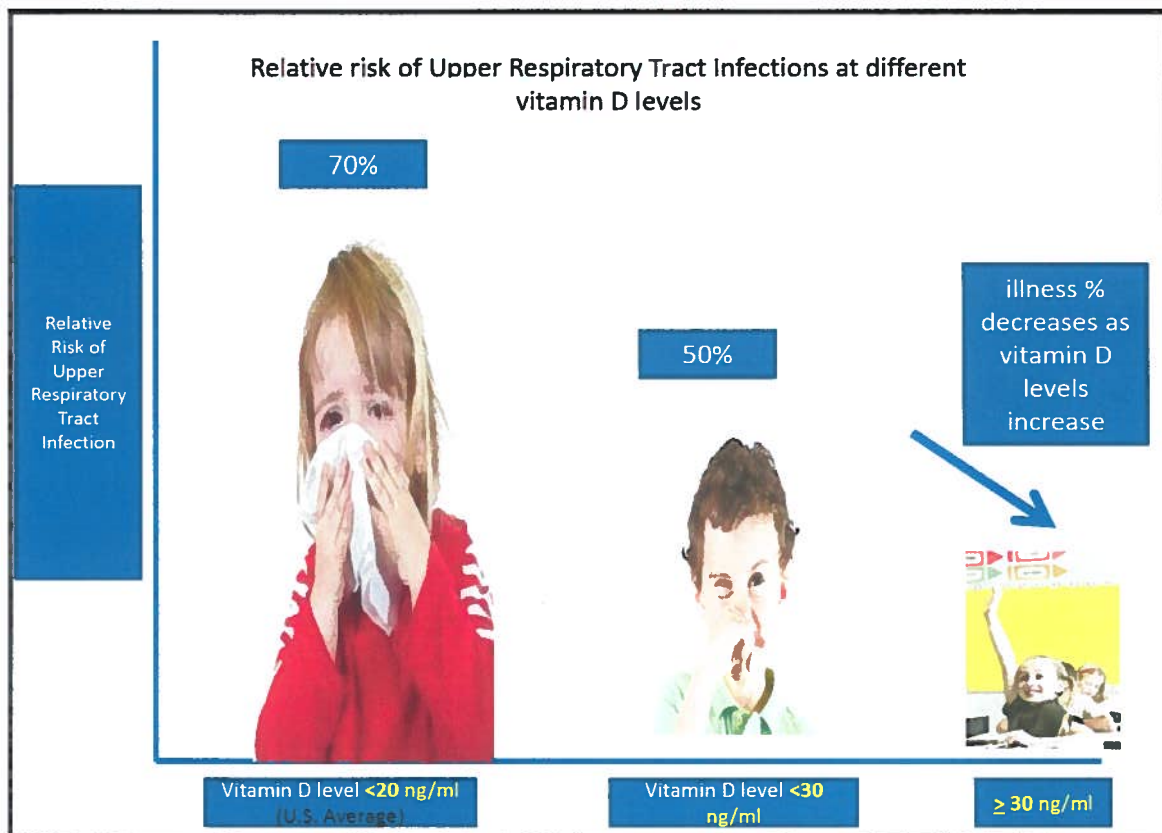 Relative risk of Upper Respiratory Tract Infections at different
vitamin D levels
70%
Relative
Risk of
Upper
Respiratory
Tract
Infection
50%
illness %
decreases as
vitamin D
levels
increase
Vitamin D level <20 ng/ml
(U.S. Average)
Vitamin D level <30
ng/ml
≥ 30 ng/ml